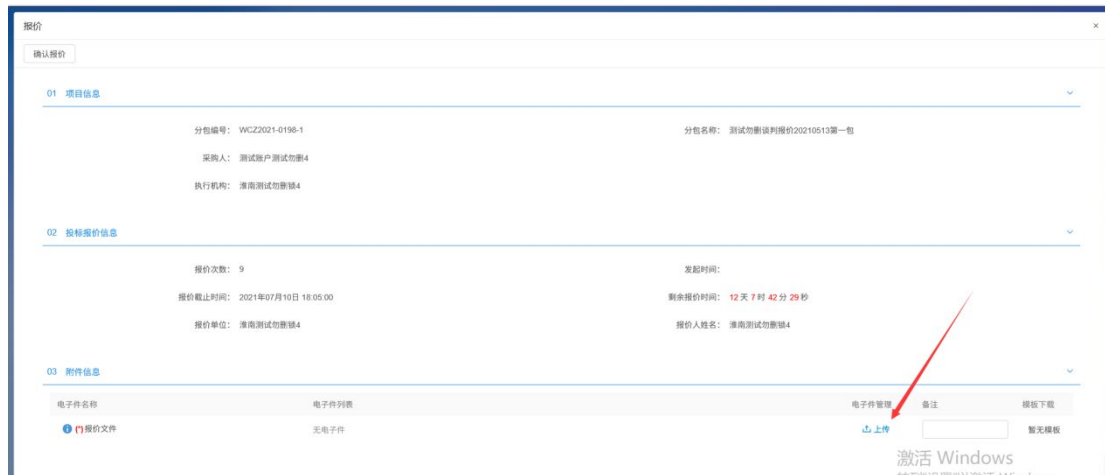 报价 ×
确认报价
01 项目信息
分包编号： WCZ2021-0198-1 分包名称： 测试勿删谈判报价20210513第一包
采购人： 测试账户测试勿删4
执行机构： 淮南测试勿删锁4
02 投标报价信息
报价次数： 9 发起时间：
报价截止时间： 2021年07月10日 18:05:00 剩余报价时间： 12 天 7 时 42 分 29 秒
报价单位： 淮南测试勿删锁4 报价人姓名： 淮南测试勿删锁4
03 附件信息
电子件名称 电子件列表 电子件管理 备注 模板下载
(*)报价文件 无电子件 上传 暂无模板
激活 Windows